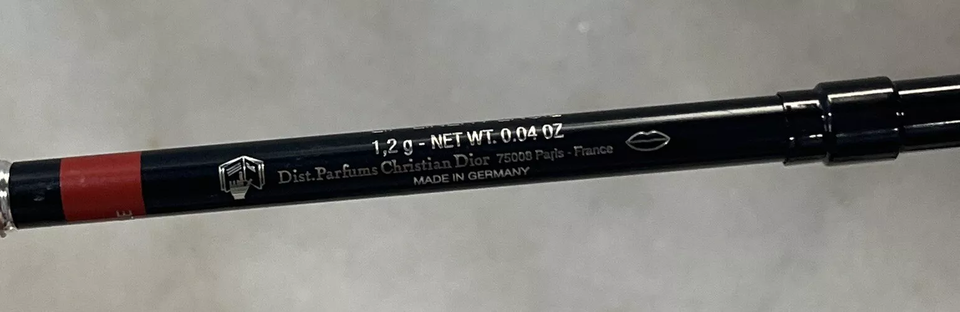 1,2 g - NET WT. 0.04 OZ
Dist.Parfums Christian Dior 75008 Paris - France
MADE IN GERMANY